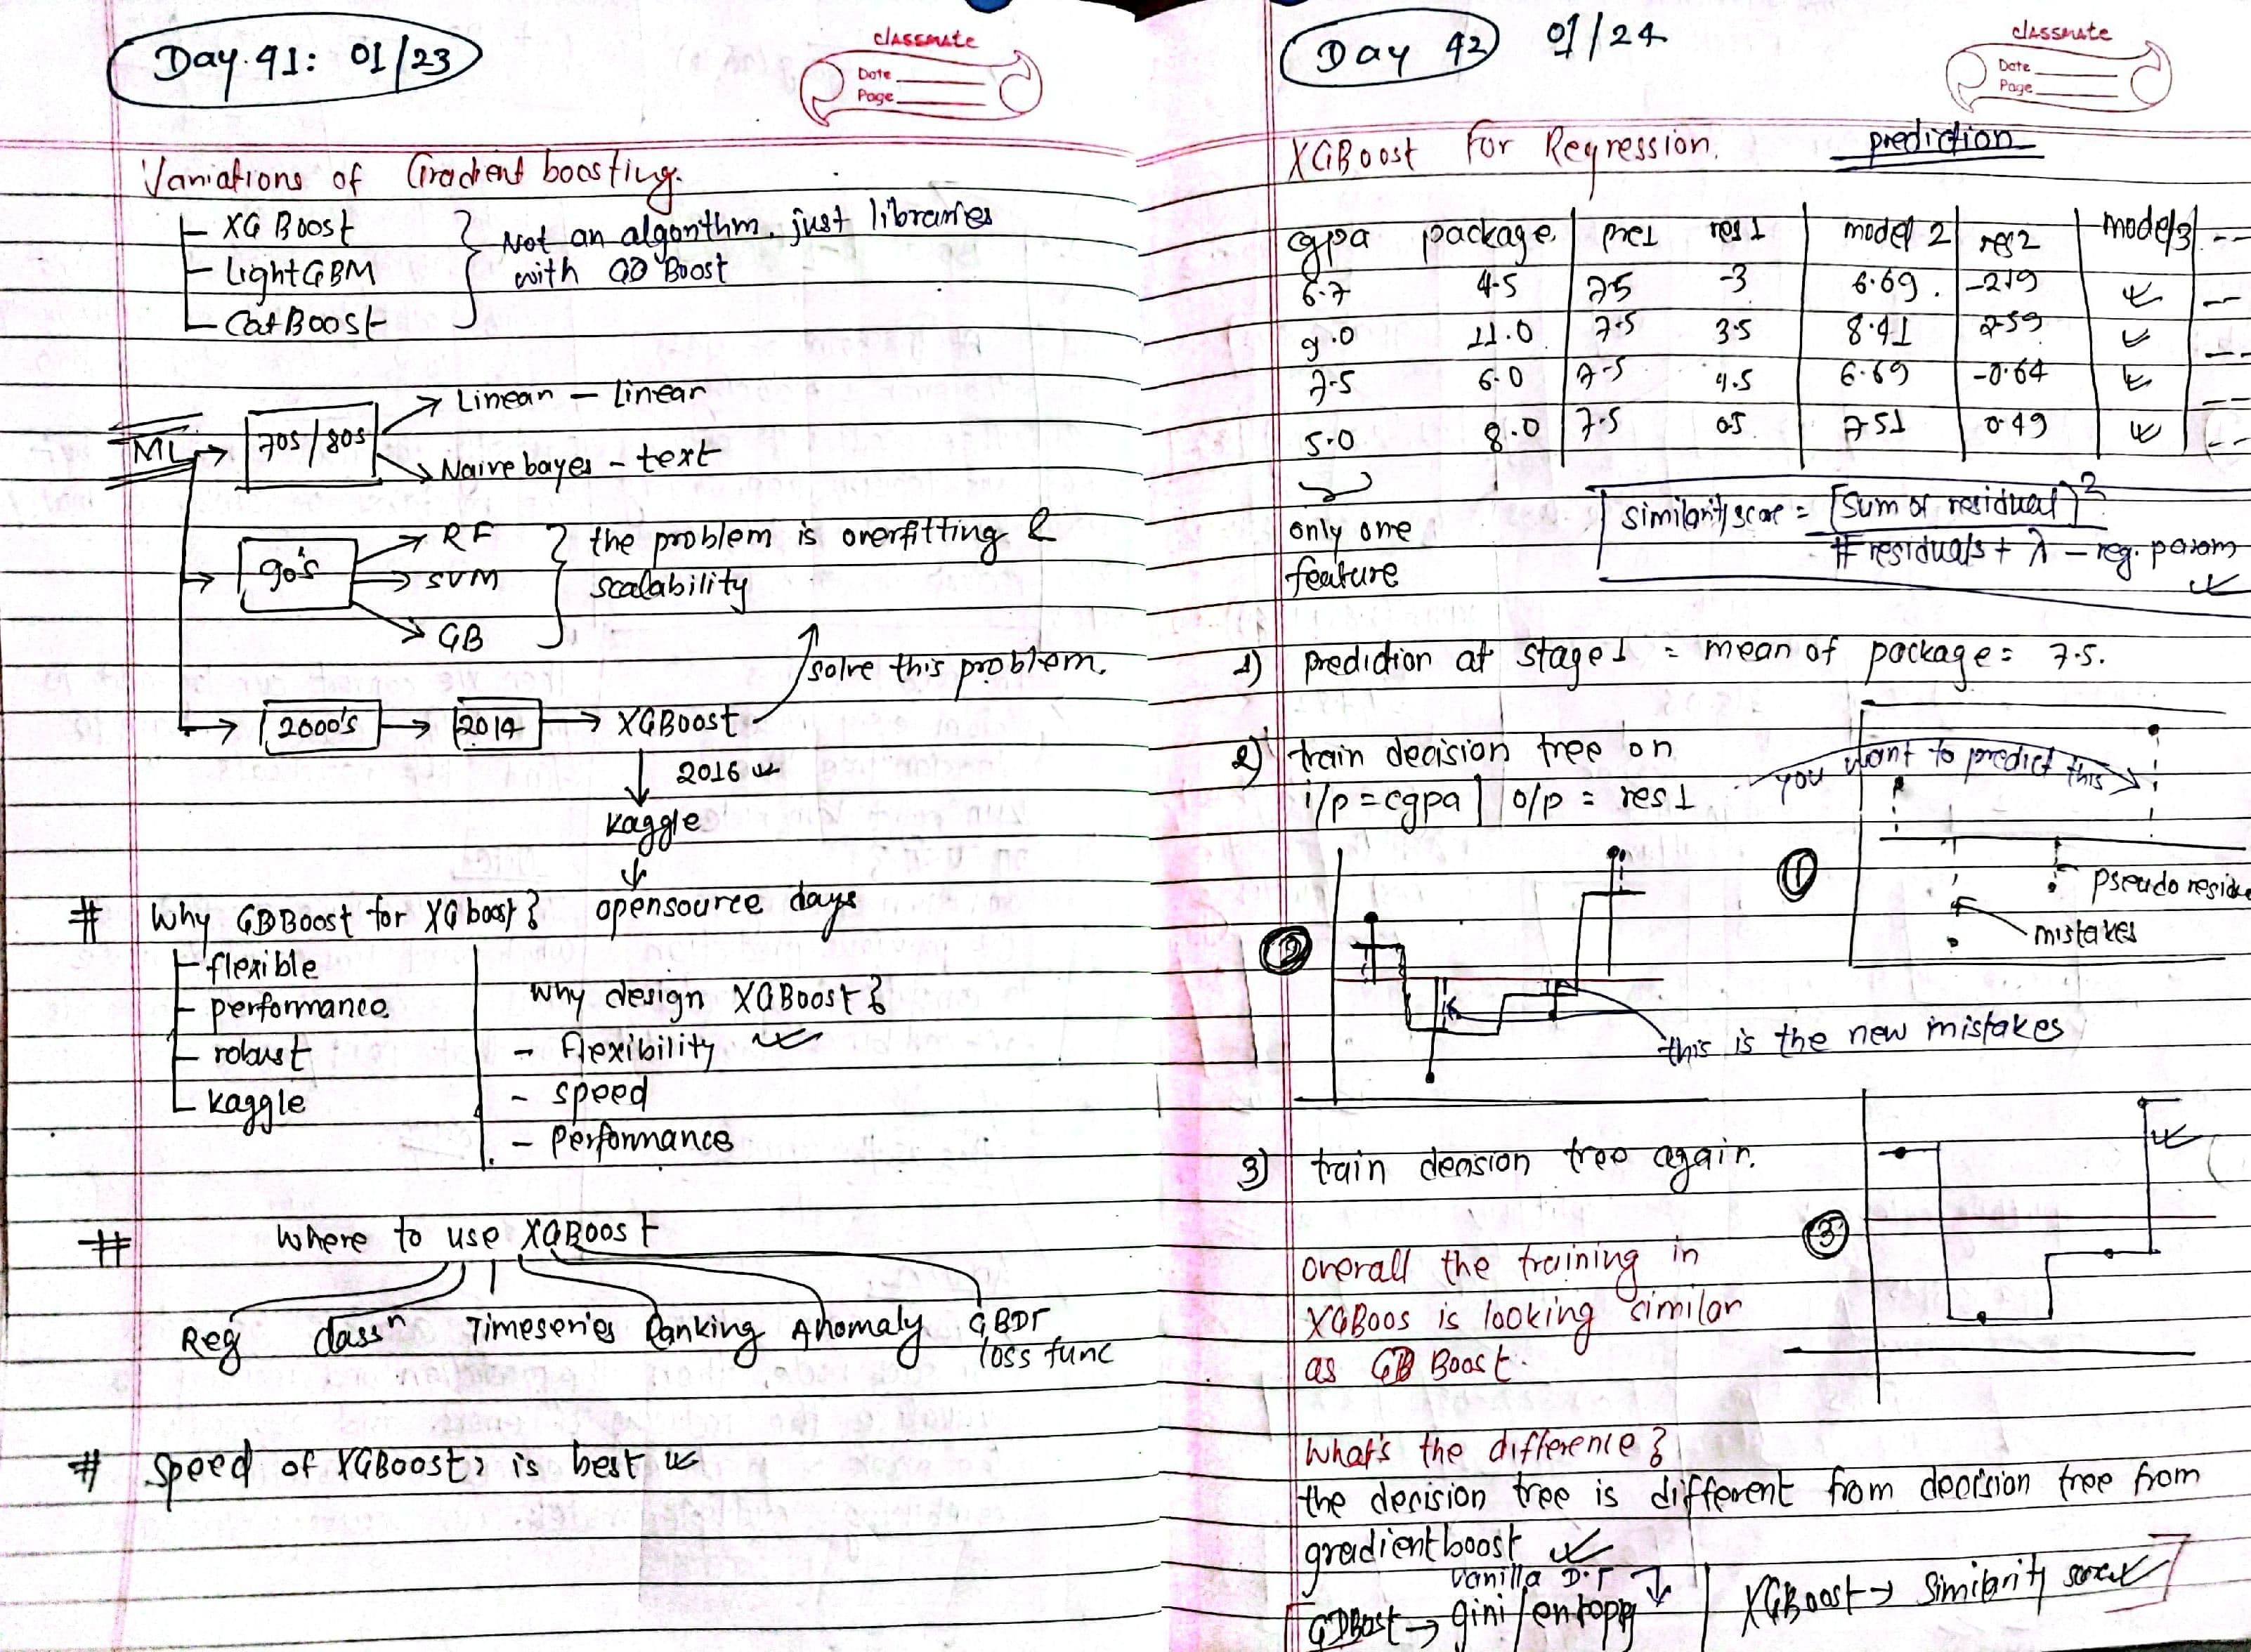 Day 41: 01/23
classmate
Date
Page
Variations of Gradient boosting.
XG Boost
LightGBM
CatBoost
Not an algorithm, just libraries
with GD Boost
ML
70s/80s
Linear – Linear
Naive bayes – text
90's
RF
SVM
GB
the problem is overfitting &
scalability
solve this problem.
2000's
2014
XGBoost
2016
kaggle
opensource days
# Why GDBoost for XGboost?
flexible
performance
robust
kaggle
why design XGBoost?
- flexibility
- speed
- performance
# Where to use XGBoost
Reg classⁿ Timeseries Ranking Anomaly GBDT
loss func
# Speed of XGBoost, is best
Day 42 01/24
classmate
Date
Page
XGBoost For Regression. prediction
cgpa package pre1 res1 model 2 res2 model3 --
6.7 4.5 7.5 -3 6.69 -2.19
9.0 11.0 7.5 3.5 8.41 2.59
7.5 6.0 7.5 4.5 6.69 -0.64
5.0 8.0 7.5 0.5 7.51 0.49
only one
feature
similarity score = [Sum of residual]²
# residuals + λ – reg. param
1) prediction at stage 1 = mean of package = 7.5.
2) train decision tree on
i/p = cgpa | o/p = res 1
you want to predict this
①
pseudo residue
mistakes
②
this is the new mistakes
3) train decision tree again.
③
overall the training in
XGBoos is looking similar
as GD Boost.
What's the difference?
the decision tree is different from decision tree from
gradient boost
vanilla D.T
GDBost → gini/entropy
XGBoost → Similarity score